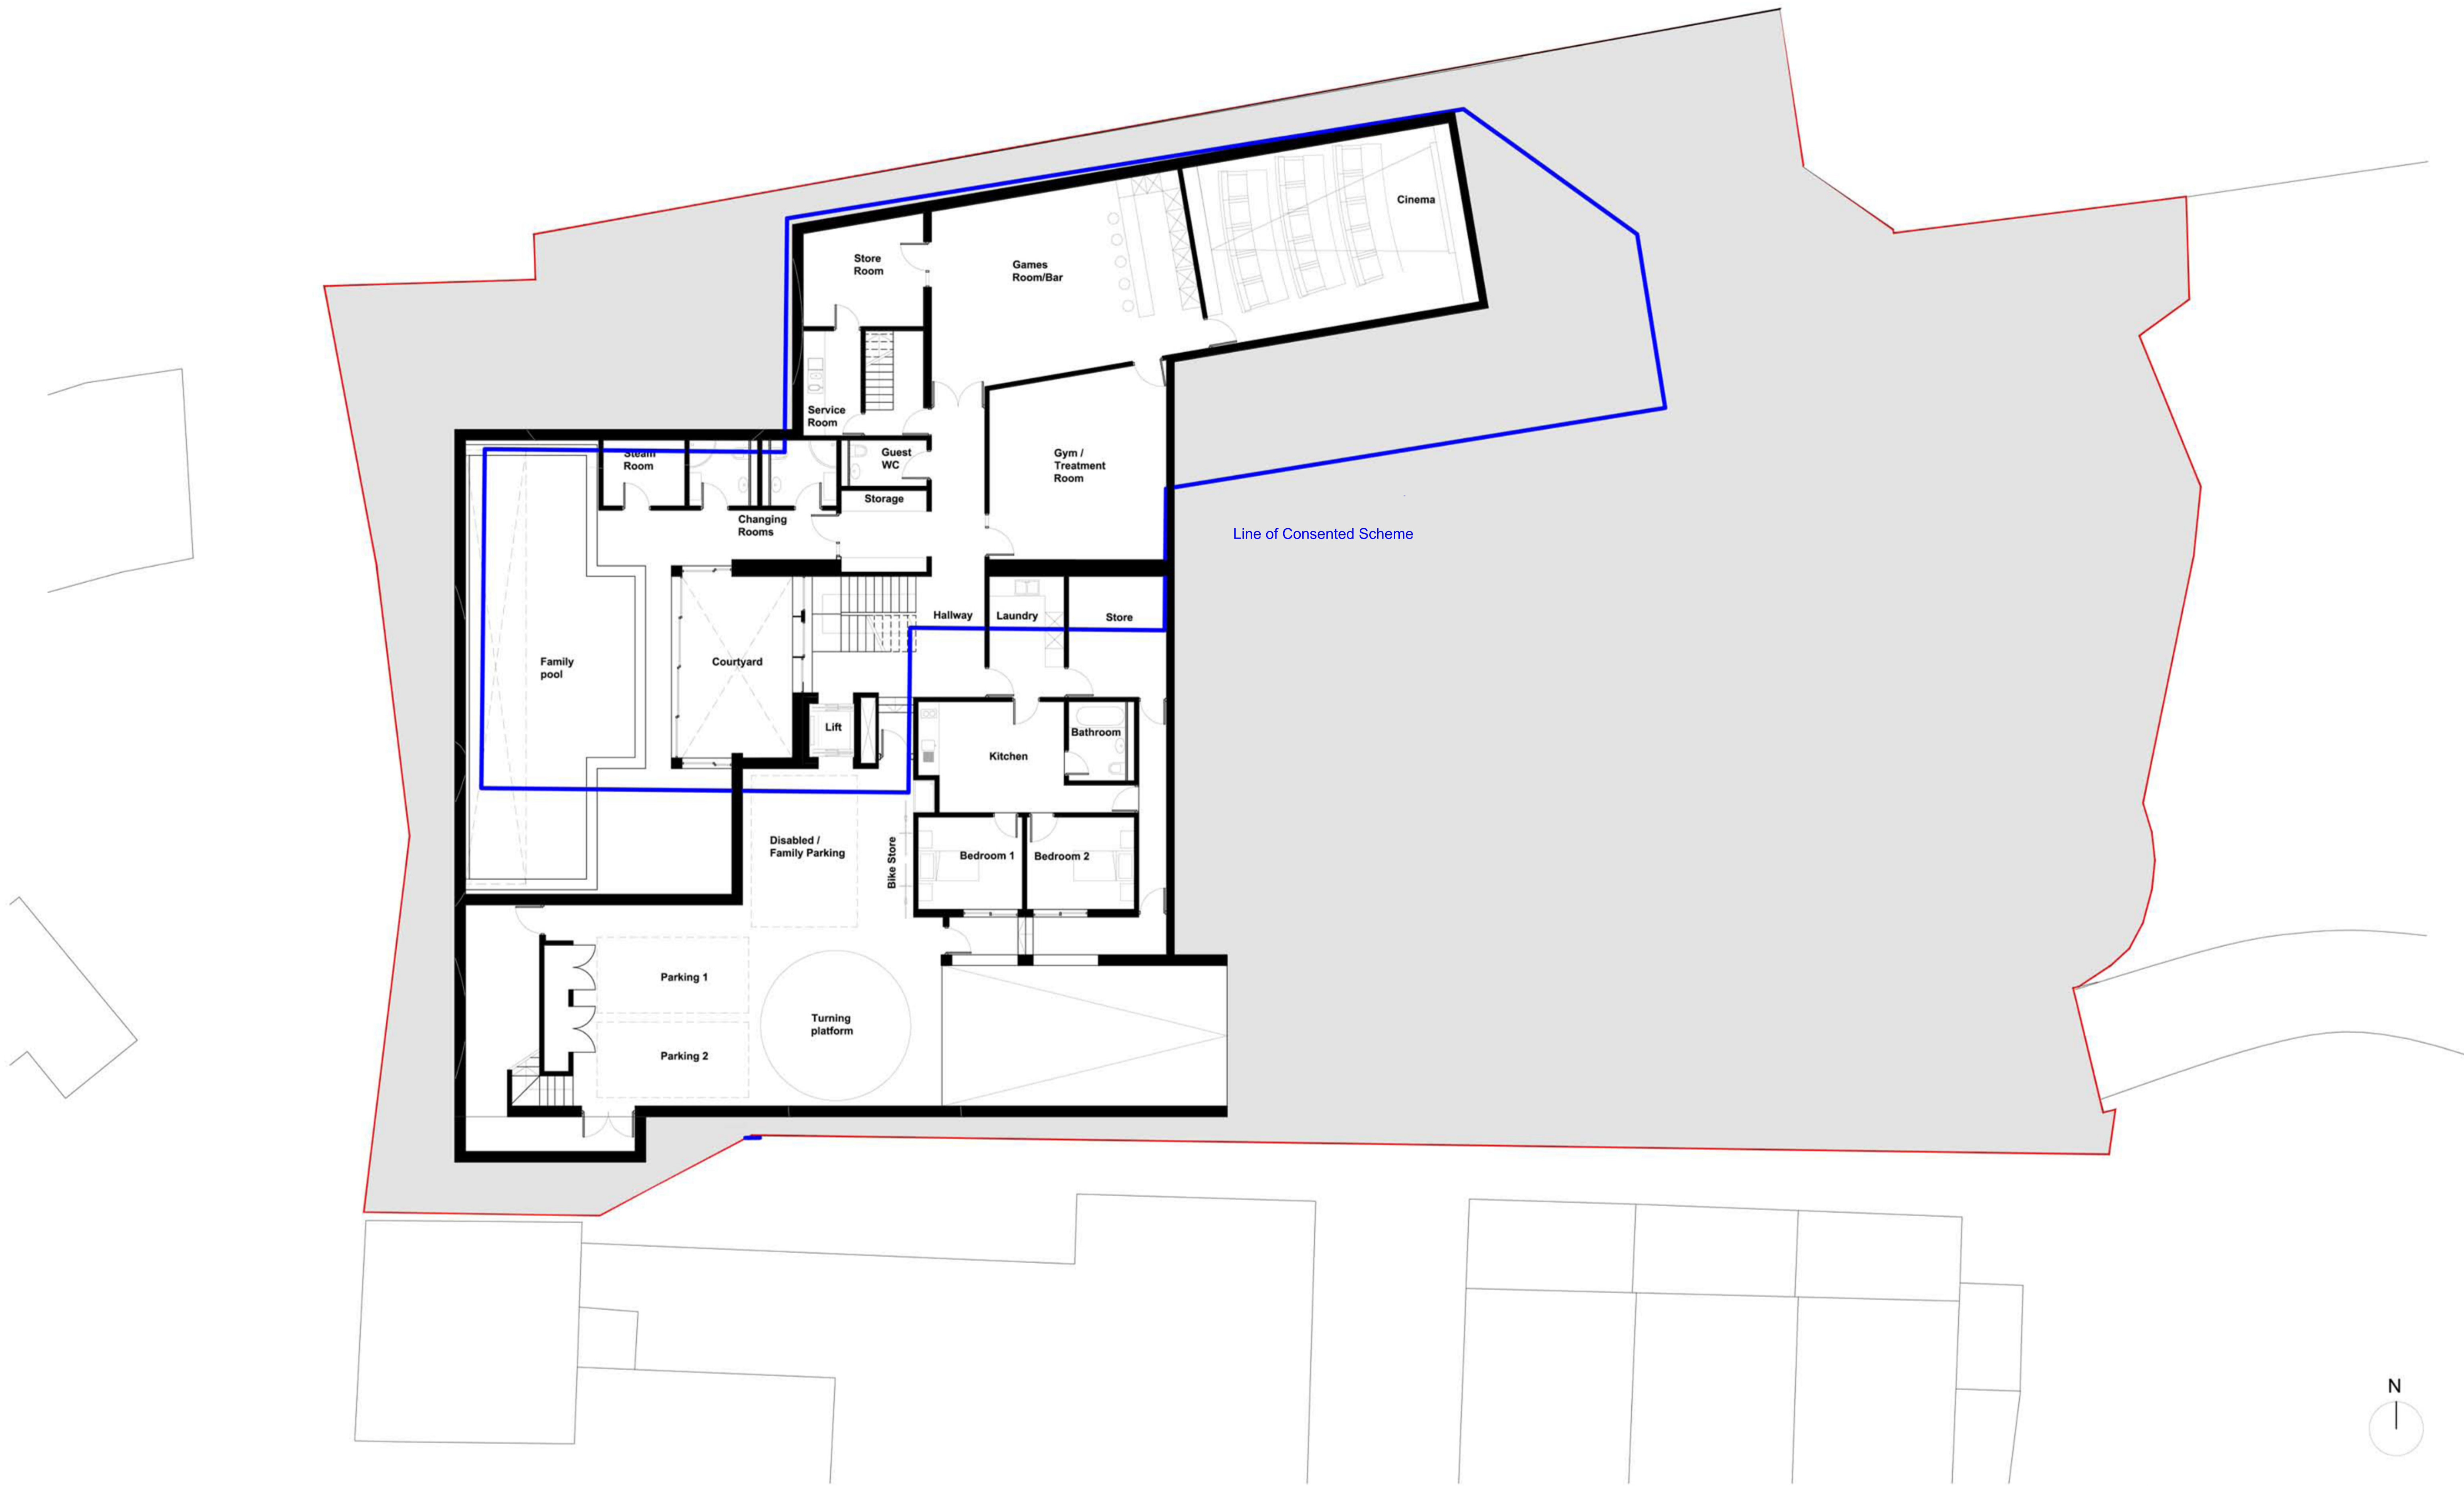 Cinema
Store
Room
Games
Room/Bar
Service
Room
Steam
Room
Guest
WC
Gym /
Treatment
Room
Storage
Changing
Rooms
Line of Consented Scheme
Hallway
Laundry
Store
Family
pool
Courtyard
Lift
Bathroom
Kitchen
Disabled /
Family Parking
Bike Store
Bedroom 1
Bedroom 2
Parking 1
Turning
platform
Parking 2
N